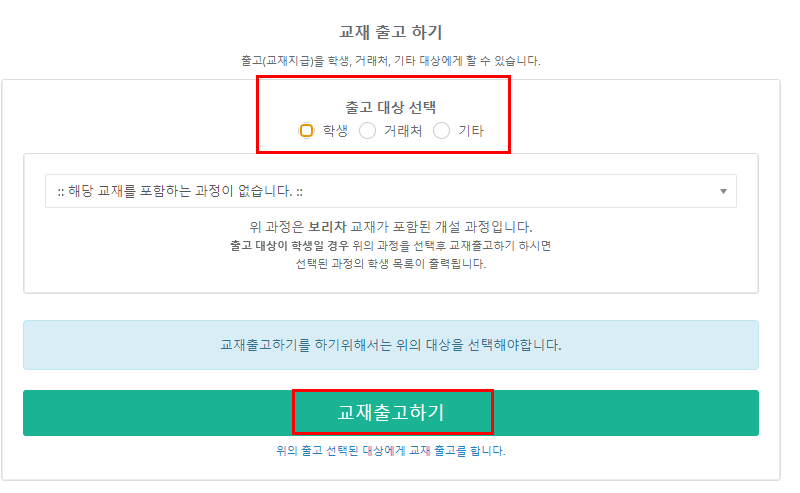 교재 출고 하기
출고(교재지급)을 학생, 거래처, 기타 대상에게 할 수 있습니다.
출고 대상 선택
학생 거래처 기타
:: 해당 교재를 포함하는 과정이 없습니다. ::
위 과정은 보리차 교재가 포함된 개설 과정입니다.
출고 대상이 학생일 경우 위의 과정을 선택후 교재출고하기 하시면
선택된 과정의 학생 목록이 출력됩니다.
교재출고하기를 하기위해서는 위의 대상을 선택해야합니다.
교재출고하기
위의 출고 선택된 대상에게 교재 출고를 합니다.